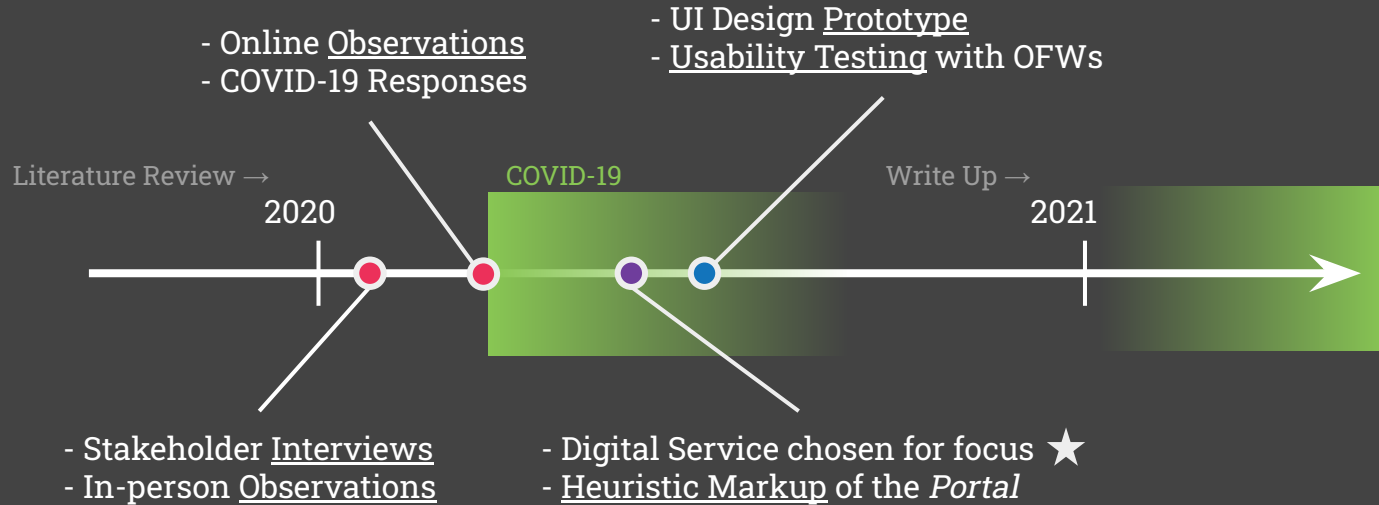 - Online Observations
- COVID-19 Responses
- UI Design Prototype
- Usability Testing with OFWs
Literature Review →
COVID-19
Write Up →
2020
2021
- Stakeholder Interviews
- In-person Observations
- Digital Service chosen for focus ★
- Heuristic Markup of the Portal